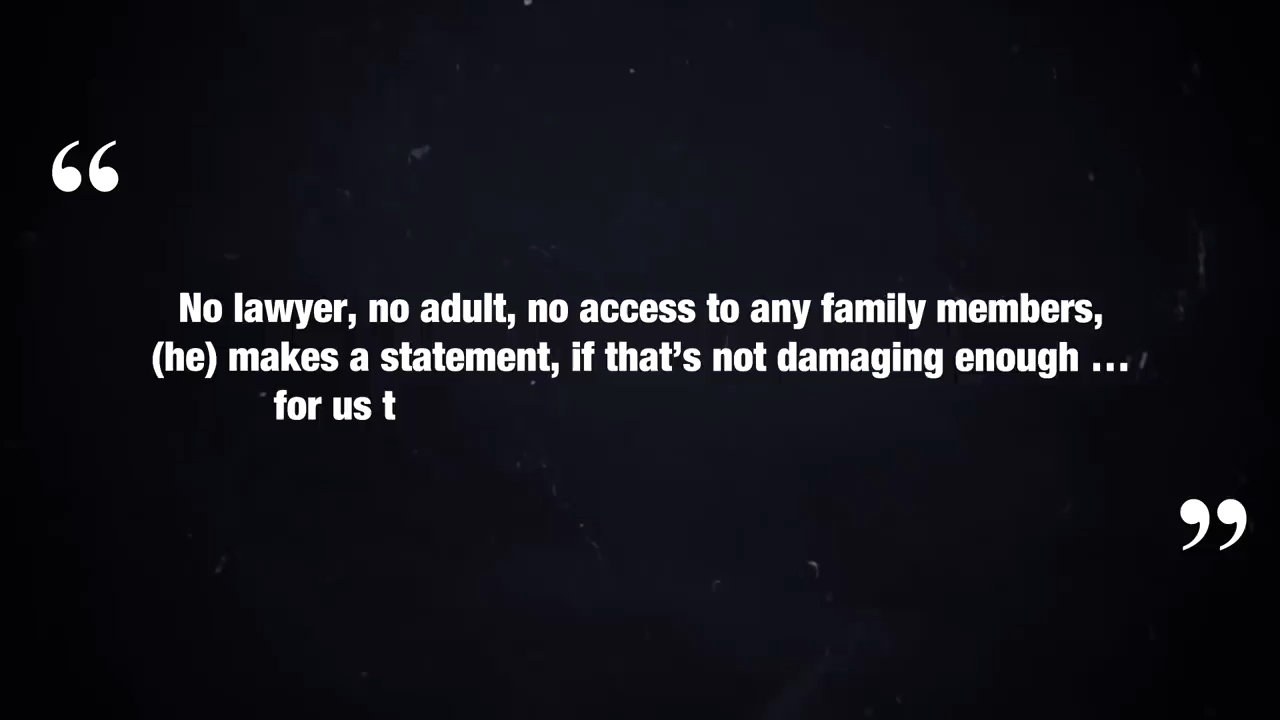 “
No lawyer, no adult, no access to any family members,
(he) makes a statement, if that’s not damaging enough …
for us t
”